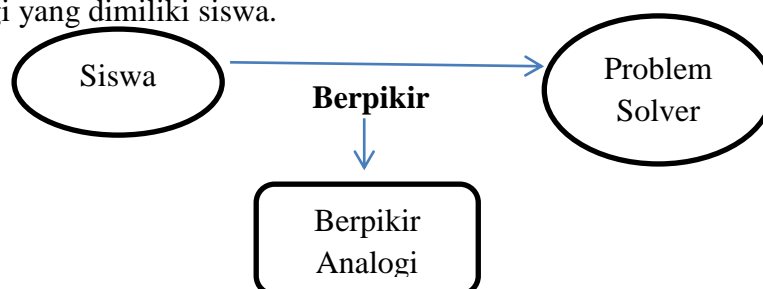 yang dimiliki siswa.
Siswa
Problem
Solver
Berpikir
Berpikir
Analogi